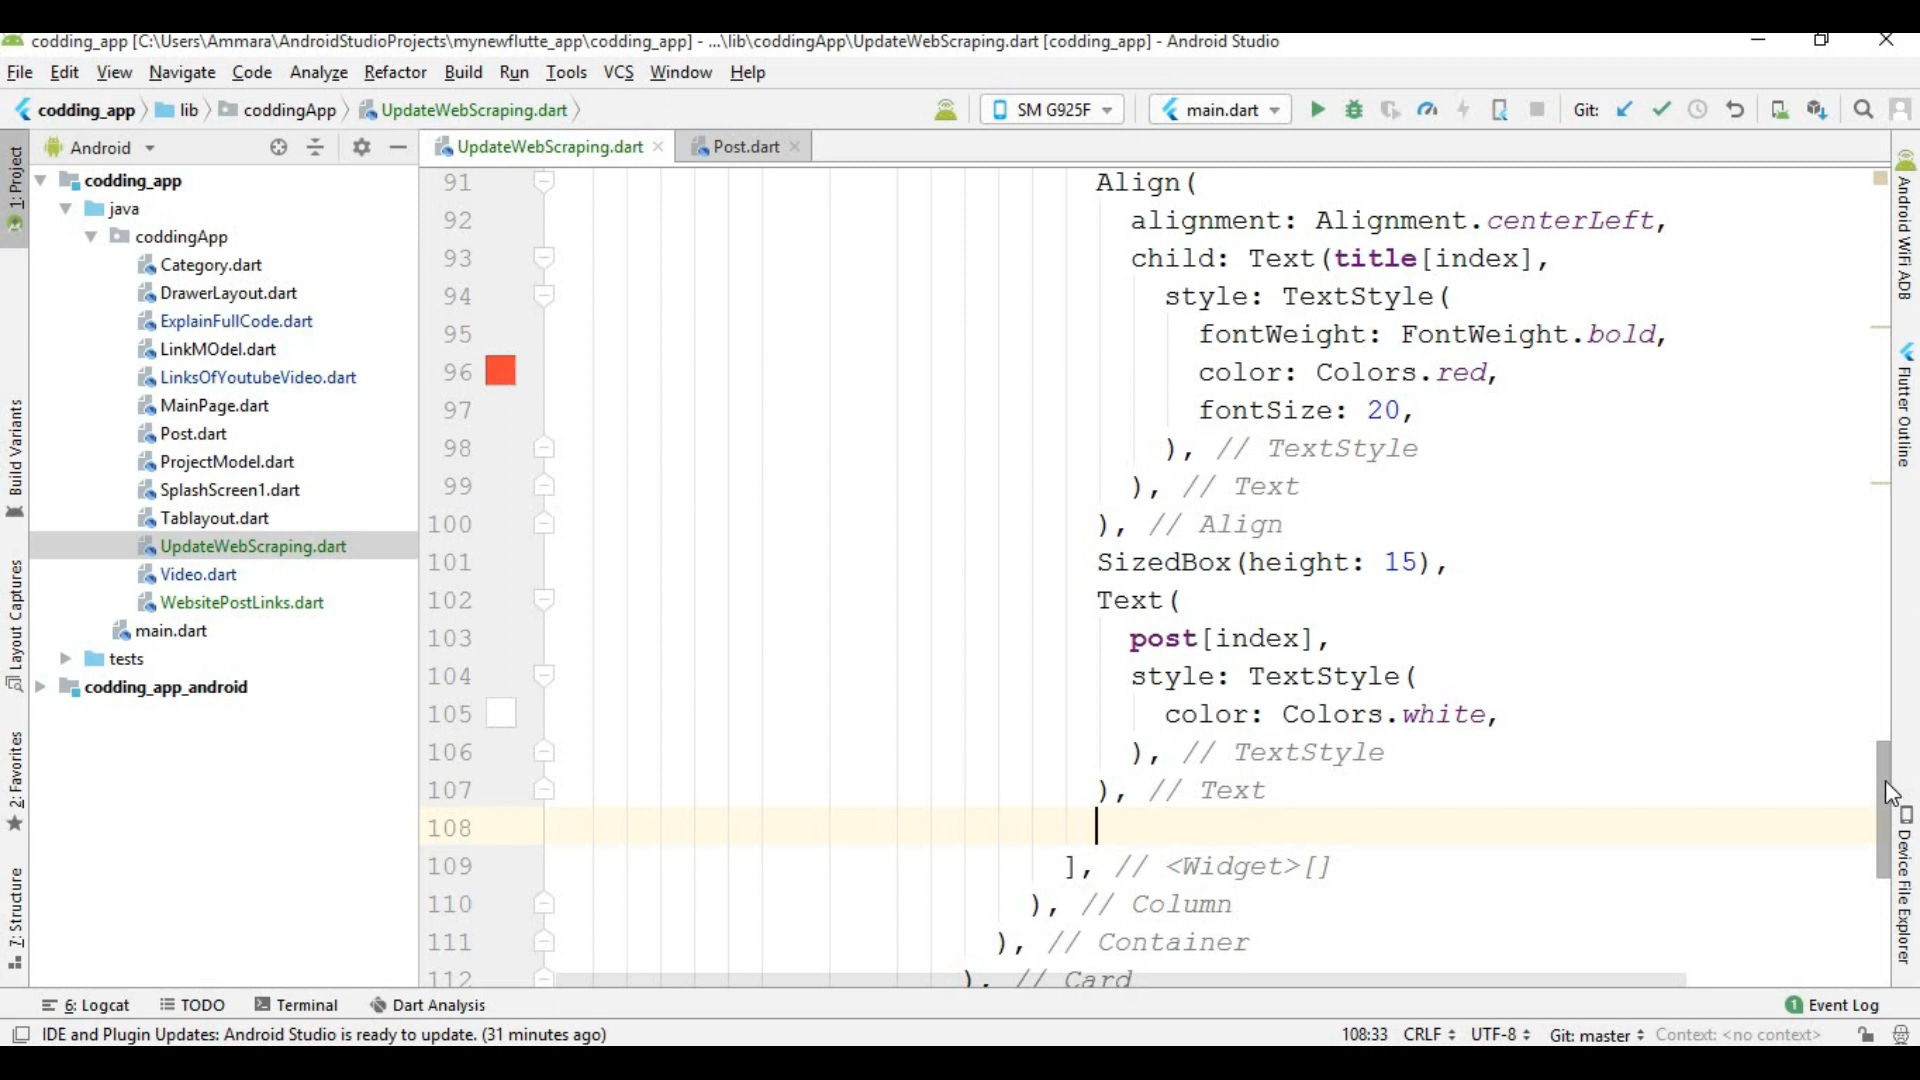 codding_app [C:\Users\Ammara\AndroidStudioProjects\mynewflutte_app\codding_app] - ...\lib\coddingApp\UpdateWebScraping.dart [codding_app] - Android Studio
File Edit View Navigate Code Analyze Refactor Build Run Tools VCS Window Help
codding_app lib coddingApp UpdateWebScraping.dart SM G925F main.dart Git:
Android UpdateWebScraping.dart Post.dart
codding_app
java
coddingApp
Category.dart
DrawerLayout.dart
ExplainFullCode.dart
LinkMOdel.dart
LinksOfYoutubeVideo.dart
MainPage.dart
Post.dart
ProjectModel.dart
SplashScreen1.dart
Tablayout.dart
UpdateWebScraping.dart
Video.dart
WebsitePostLinks.dart
main.dart
tests
codding_app_android
1: Project
Build Variants
Layout Captures
2: Favorites
7: Structure
91 Align(
92 alignment: Alignment.centerLeft,
93 child: Text(title[index],
94 style: TextStyle(
95 fontWeight: FontWeight.bold,
96 color: Colors.red,
97 fontSize: 20,
98 ), // TextStyle
99 ), // Text
100 ), // Align
101 SizedBox(height: 15),
102 Text(
103 post[index],
104 style: TextStyle(
105 color: Colors.white,
106 ), // TextStyle
107 ), // Text
108
109 ], // <Widget>[]
110 ), // Column
111 ), // Container
112 ), // Card
Android WiFi ADB
Flutter Outline
Device File Explorer
6: Logcat TODO Terminal Dart Analysis 1 Event Log
IDE and Plugin Updates: Android Studio is ready to update. (31 minutes ago) 108:33 CRLF UTF-8 Git: master Context: <no context>